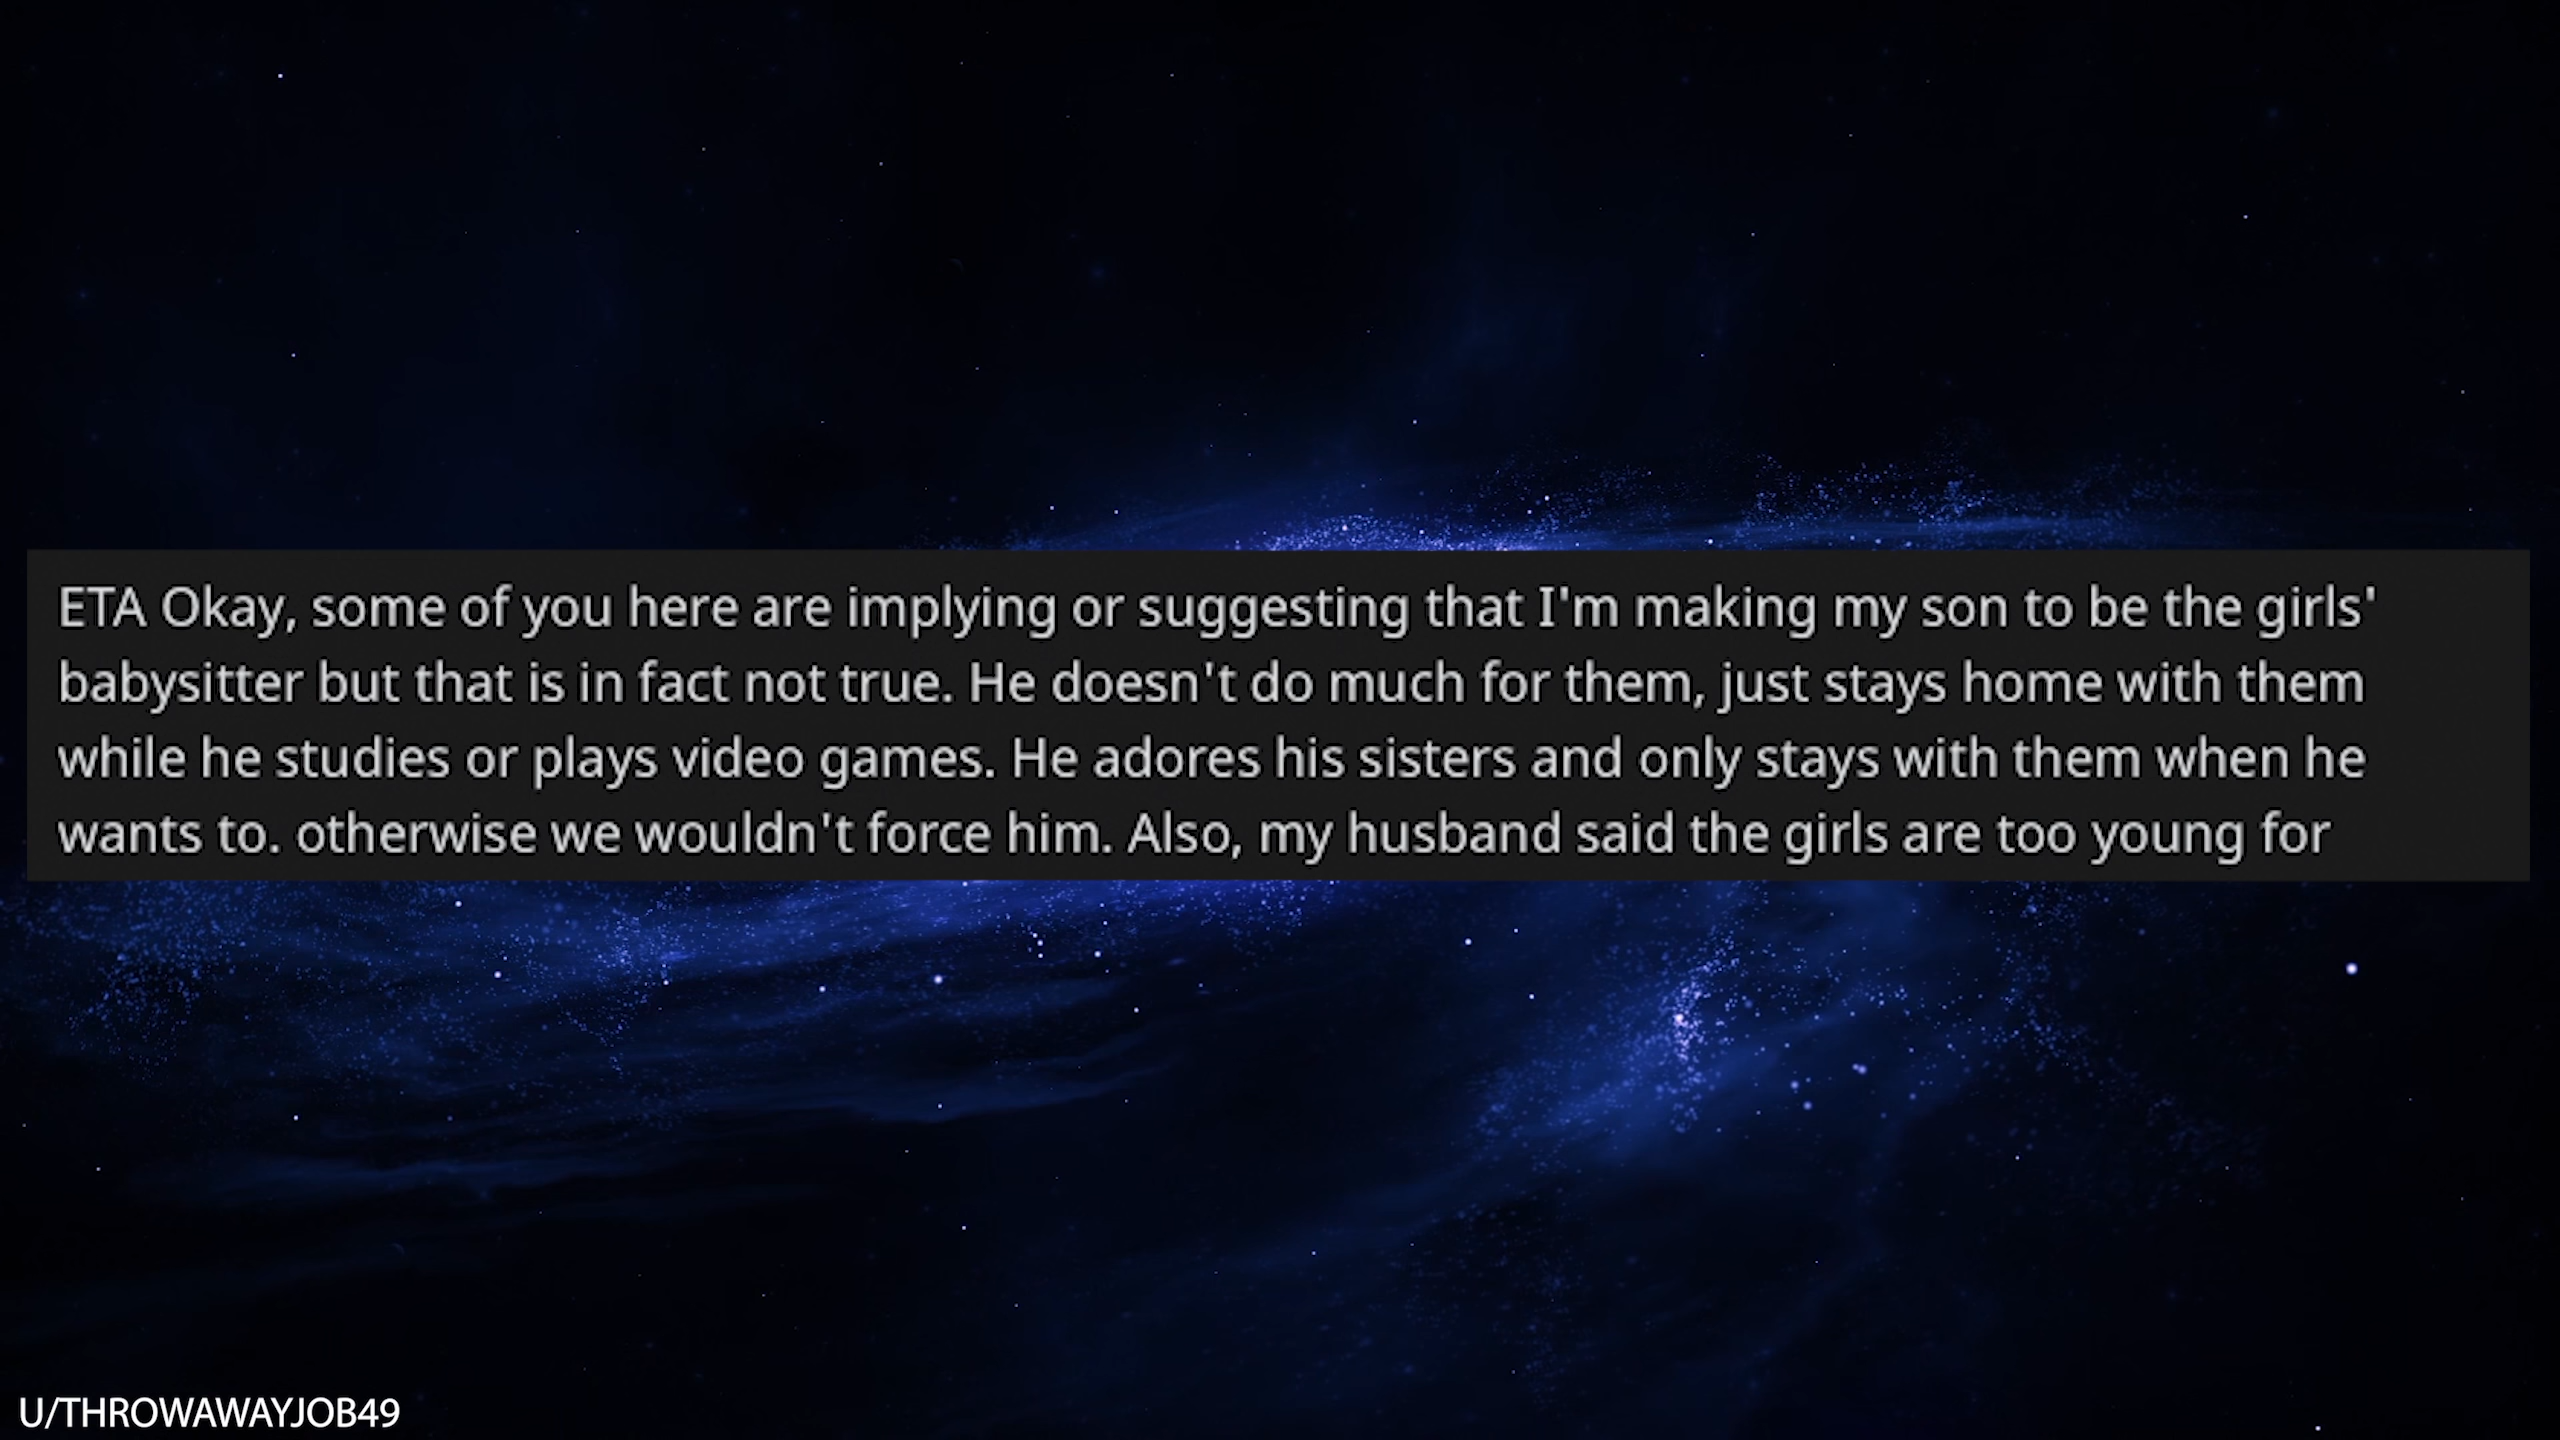 ETA Okay, some of you here are implying or suggesting that I'm making my son to be the girls'
babysitter but that is in fact not true. He doesn't do much for them, just stays home with them
while he studies or plays video games. He adores his sisters and only stays with them when he
wants to. otherwise we wouldn't force him. Also, my husband said the girls are too young for
U/THROWAWAYJOB49